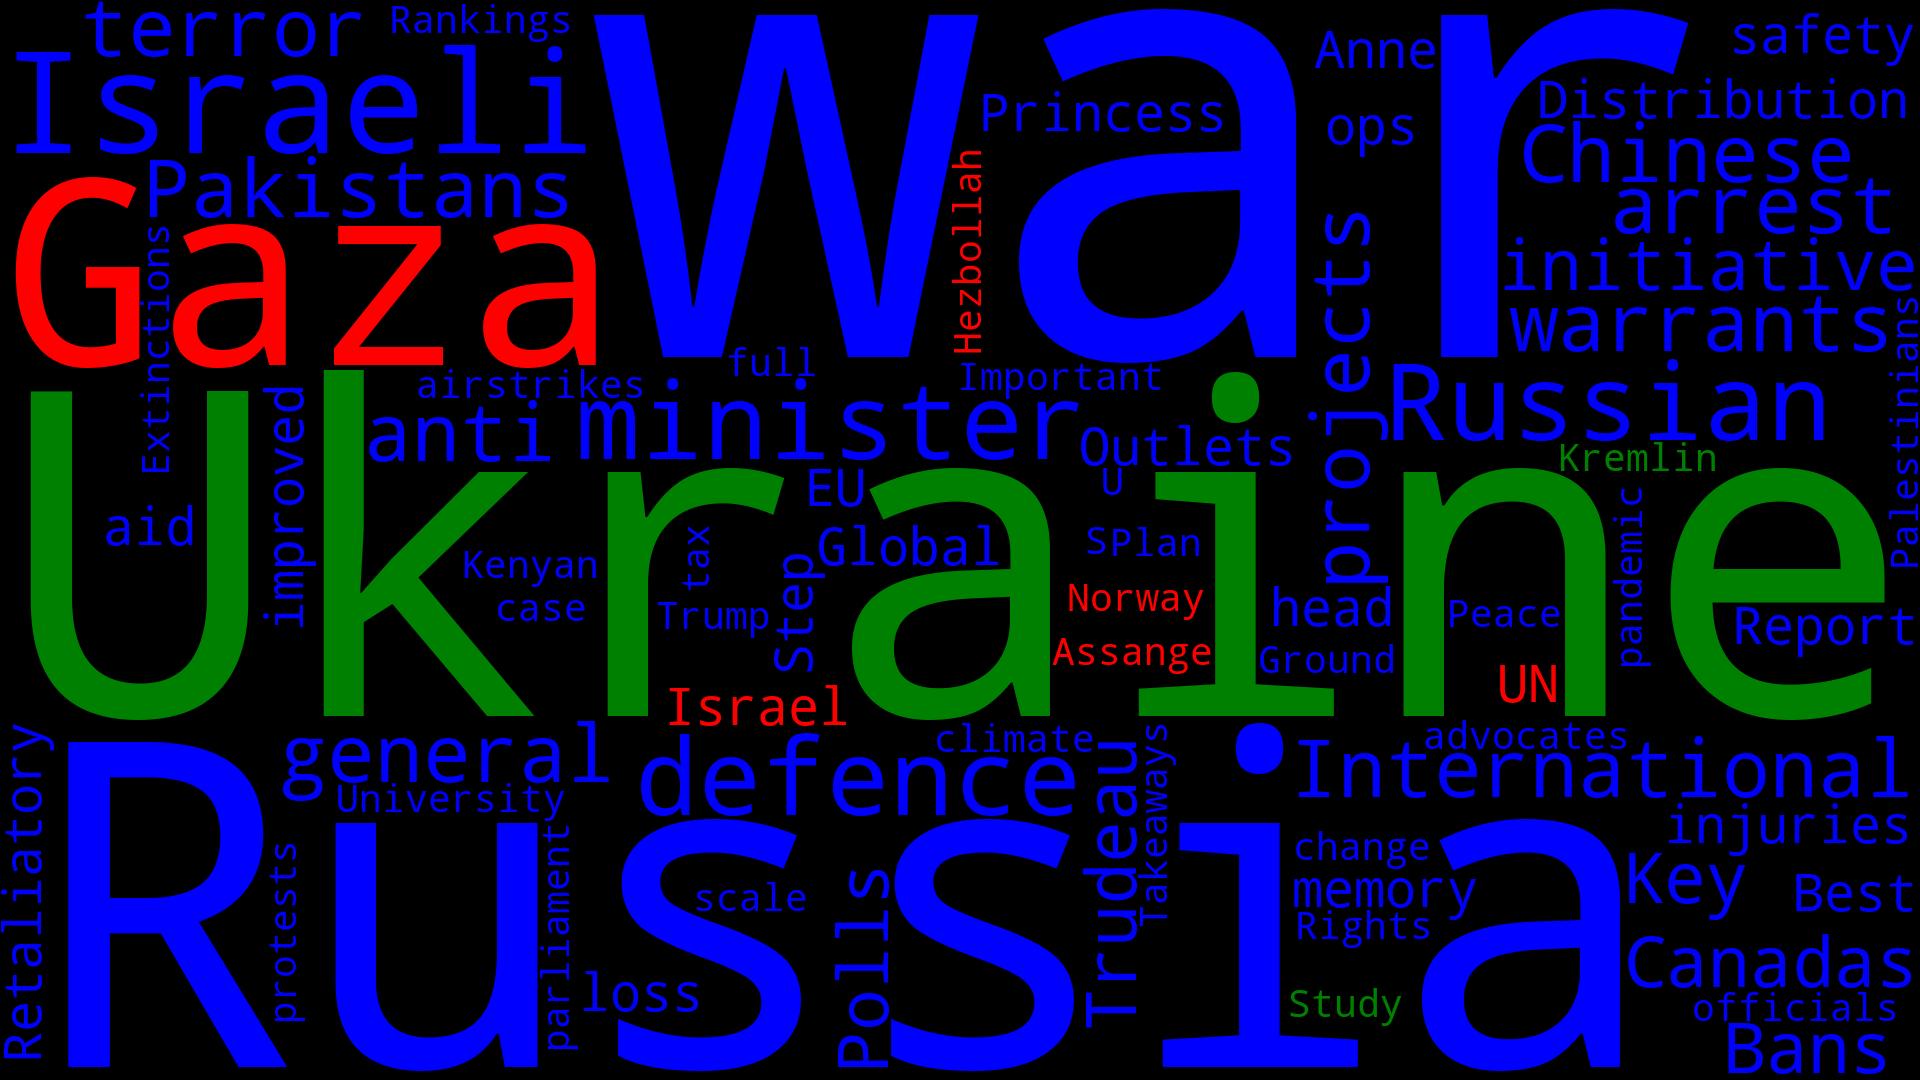 terror
Rankings
war
Anne
safety
Israeli
Princess
ops
Distribution
Chinese
Pakistans
Hezbollah
arrest
Gaza
Extinctions
projects
initiative
warrants
Palestinians
full
airstrikes
Important
minister
anti
Russian
improved
Outlets
Kremlin
Ukraine
EU
U
aid
Global
SPlan
pandemic
Kenyan
tax
Step
case
Trump
Norway
head
Peace
Report
Assange
Ground
UN
Israel
general
climate
advocates
defence
Takeaways
International
Retaliatory
University
Trudeau
injuries
Russia
protests
parliament
change
memory
Key
Best
scale
Polls
Rights
Canadas
loss
Study
officials
Bans